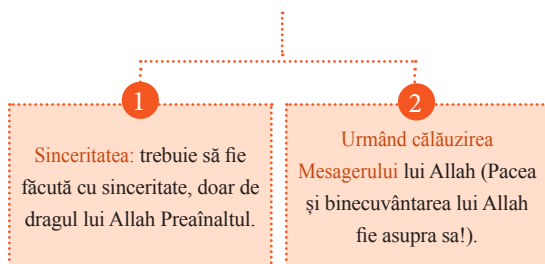 1
Sinceritatea: trebuie să fie
făcută cu sinceritate, doar de
dragul lui Allah Preaînaltul.
2
Urmând călăuzirea
Mesagerului lui Allah (Pacea
și binecuvântarea lui Allah
fie asupra sa!).